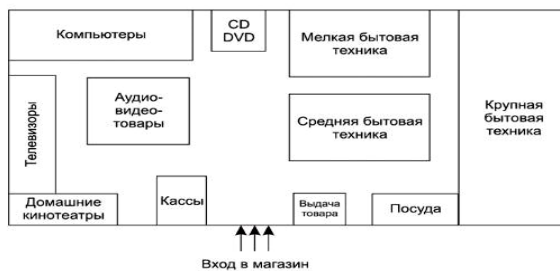 Компьютеры
CD
DVD
Мелкая бытовая
техника
Крупная
бытовая
техника
Телевизоры
Аудио-
видео-
товары
Средняя бытовая
техника
Домашние
кинотеатры
Кассы
Выдача
товара
Посуда
Вход в магазин